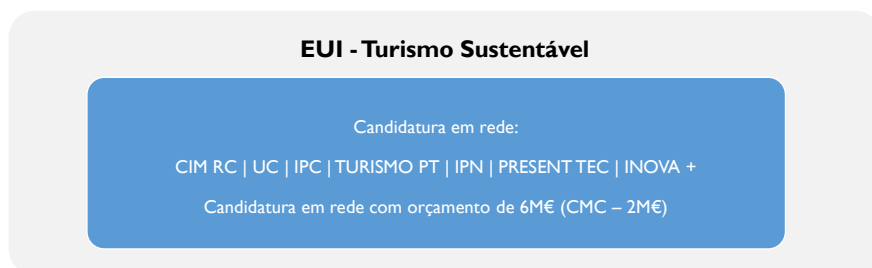 EUI - Turismo Sustentável
Candidatura em rede:
CIM RC | UC | IPC | TURISMO PT | IPN | PRESENT TEC | INOVA +
Candidatura em rede com orçamento de 6M€ (CMC – 2M€)